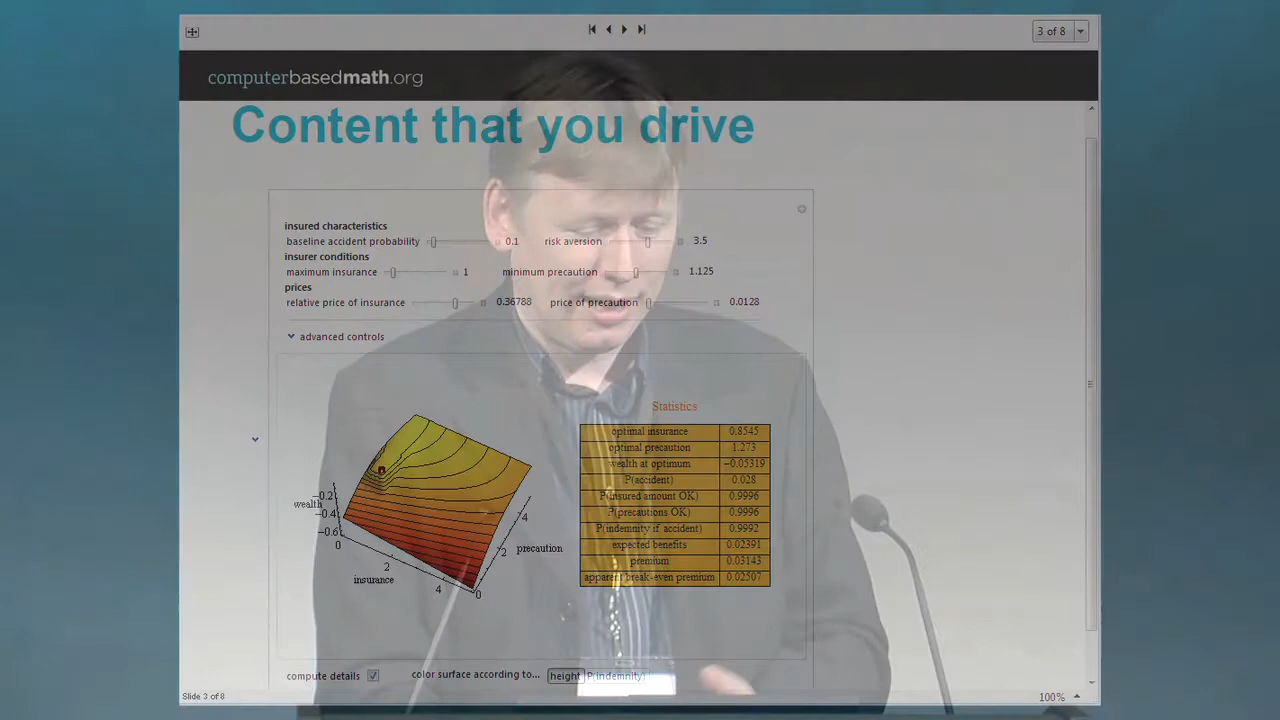 3 of 8
computerbasedmath.org
Content that you drive
insured characteristics
baseline accident probability 0.1 risk aversion 3.5
insurer conditions
maximum insurance 1 minimum precaution 1.125
prices
relative price of insurance 0.36788 price of precaution 0.0128
advanced controls
Statistics
optimal insurance 0.8545
optimal precaution 1.273
wealth at optimum −0.05319
P(accident) 0.028
P(insured amount OK) 0.9996
P(precautions OK) 0.9996
P(indemnity if accident) 0.9992
expected benefits 0.02391
premium 0.03143
apparent break-even premium 0.02507
wealth
−0.2
−0.4
−0.6
0
2
4
insurance
0
2
4
precaution
compute details color surface according to... height P(indemnity)
Slide 3 of 8
100%